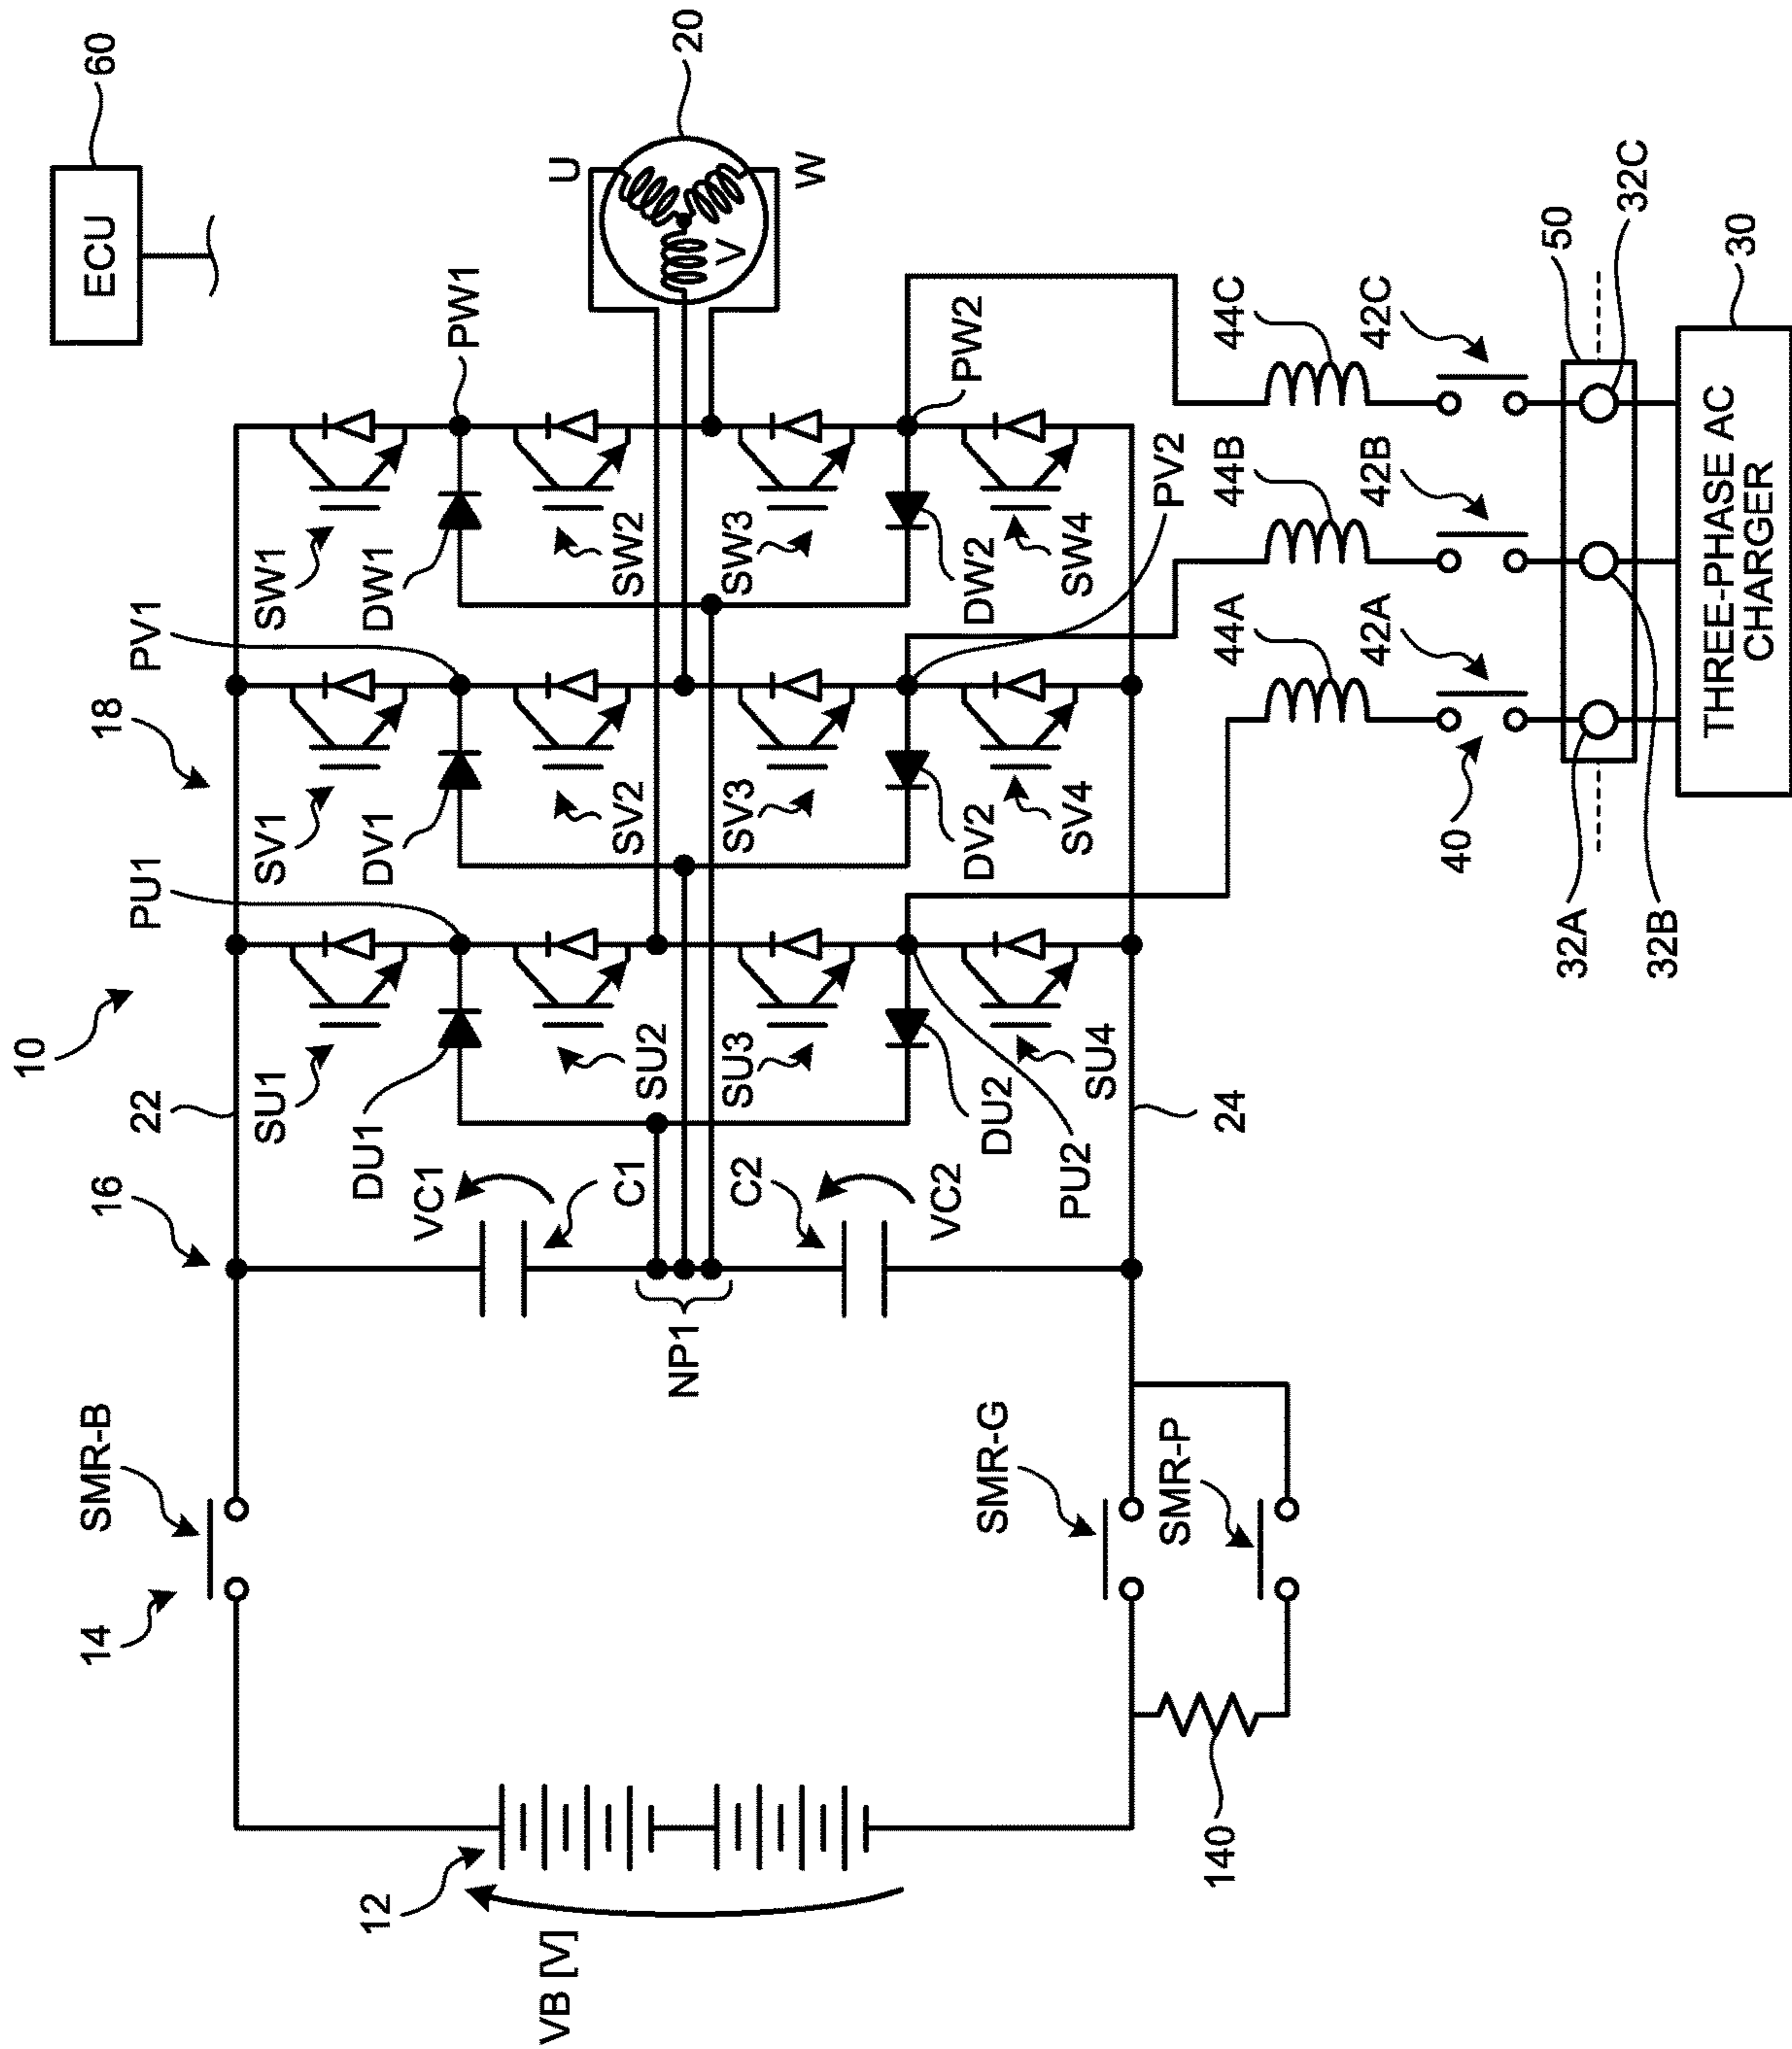 ECU
60
20
U
V
W
10
22
16
14
SMR-B
18
PU1
PV1
PW1
SU1
SV1
SW1
DU1
DV1
DW1
SU2
SV2
SW2
VC1
C1
NP1
C2
VC2
SU3
SV3
SW3
DU2
DV2
DW2
PU2
PV2
PW2
SU4
SV4
SW4
24
12
VB [V]
SMR-G
SMR-P
140
44A
44B
44C
42A
42B
42C
40
50
32A
32B
32C
30
THREE-PHASE AC
CHARGER